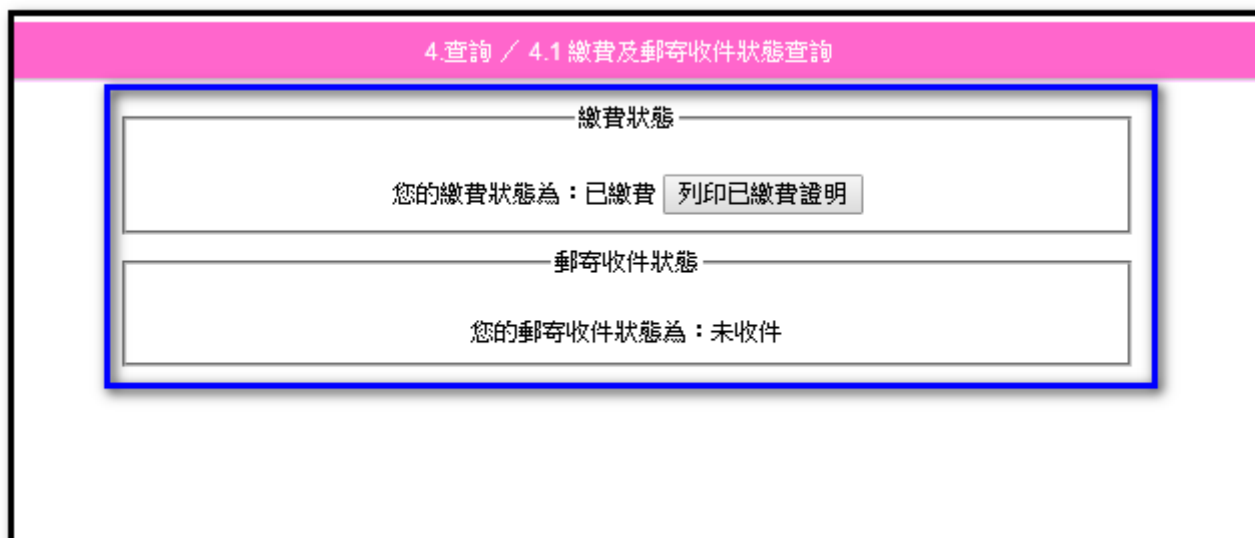 4.查詢 ／ 4.1 繳費及郵寄收件狀態查詢
繳費狀態
您的繳費狀態為：已繳費 列印已繳費證明
郵寄收件狀態
您的郵寄收件狀態為：未收件